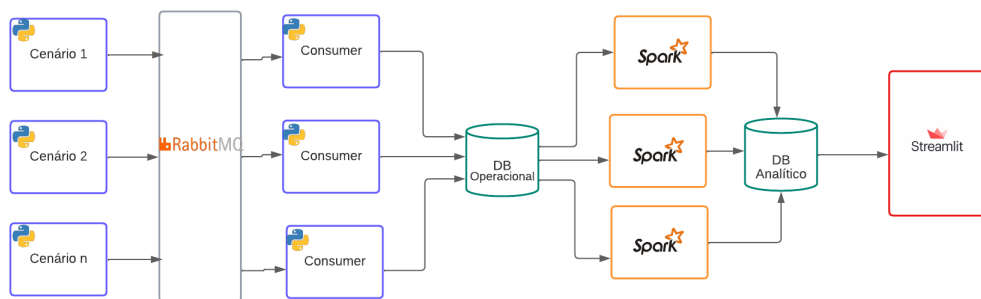 Cenário 1
Cenário 2
Cenário n
RabbitMQ
Consumer
Consumer
Consumer
DB
Operacional
Spark
Spark
Spark
DB
Analítico
Streamlit